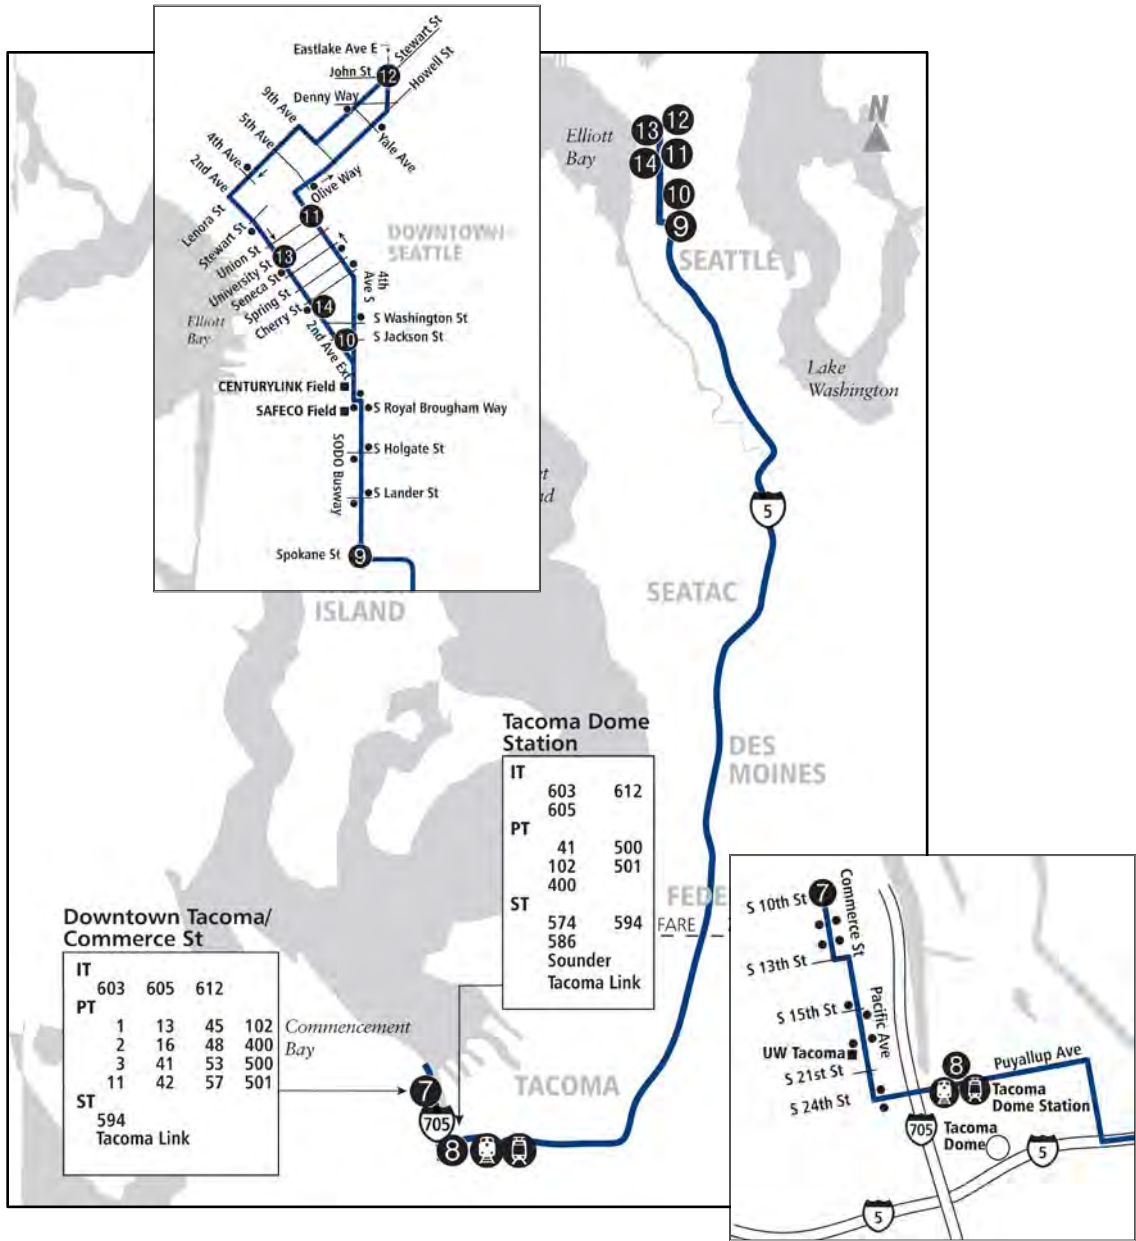 Eastlake Ave E
Stewart St
John St
12
Howell St
Denny Way
9th Ave
Yale Ave
5th Ave
4th Ave
Olive Way
2nd Ave
Lenora St
11
Stewart St
DOWNTOWN
SEATTLE
Union St
13
University St
Seneca St
4th
Ave S
Spring St
14
Cherry St
S Washington St
Elliott
Bay
10
S Jackson St
2nd Ave Ext
CENTURYLINK Field
SAFECO Field
S Royal Brougham Way
SODO Busway
S Holgate St
S Lander St
Spokane St
9
N
Elliott
Bay
13
12
14
11
10
9
SEATTLE
Lake
Washington
5
SEATAC
ISLAND
DES
MOINES
FEDE
FARE
Tacoma Dome
Station
IT
603 612
605
PT
41 500
102 501
400
ST
574 594
586
Sounder
Tacoma Link
Downtown Tacoma/
Commerce St
IT
603 605 612
PT
1 13 45 102
2 16 48 400
3 41 53 500
11 42 57 501
ST
594
Tacoma Link
Commencement
Bay
7
TACOMA
705
8
S 10th St
7
Commerce St
S 13th St
Pacific Ave
S 15th St
UW Tacoma
S 21st St
8
Puyallup Ave
S 24th St
Tacoma
Dome Station
705
Tacoma
Dome
5
5